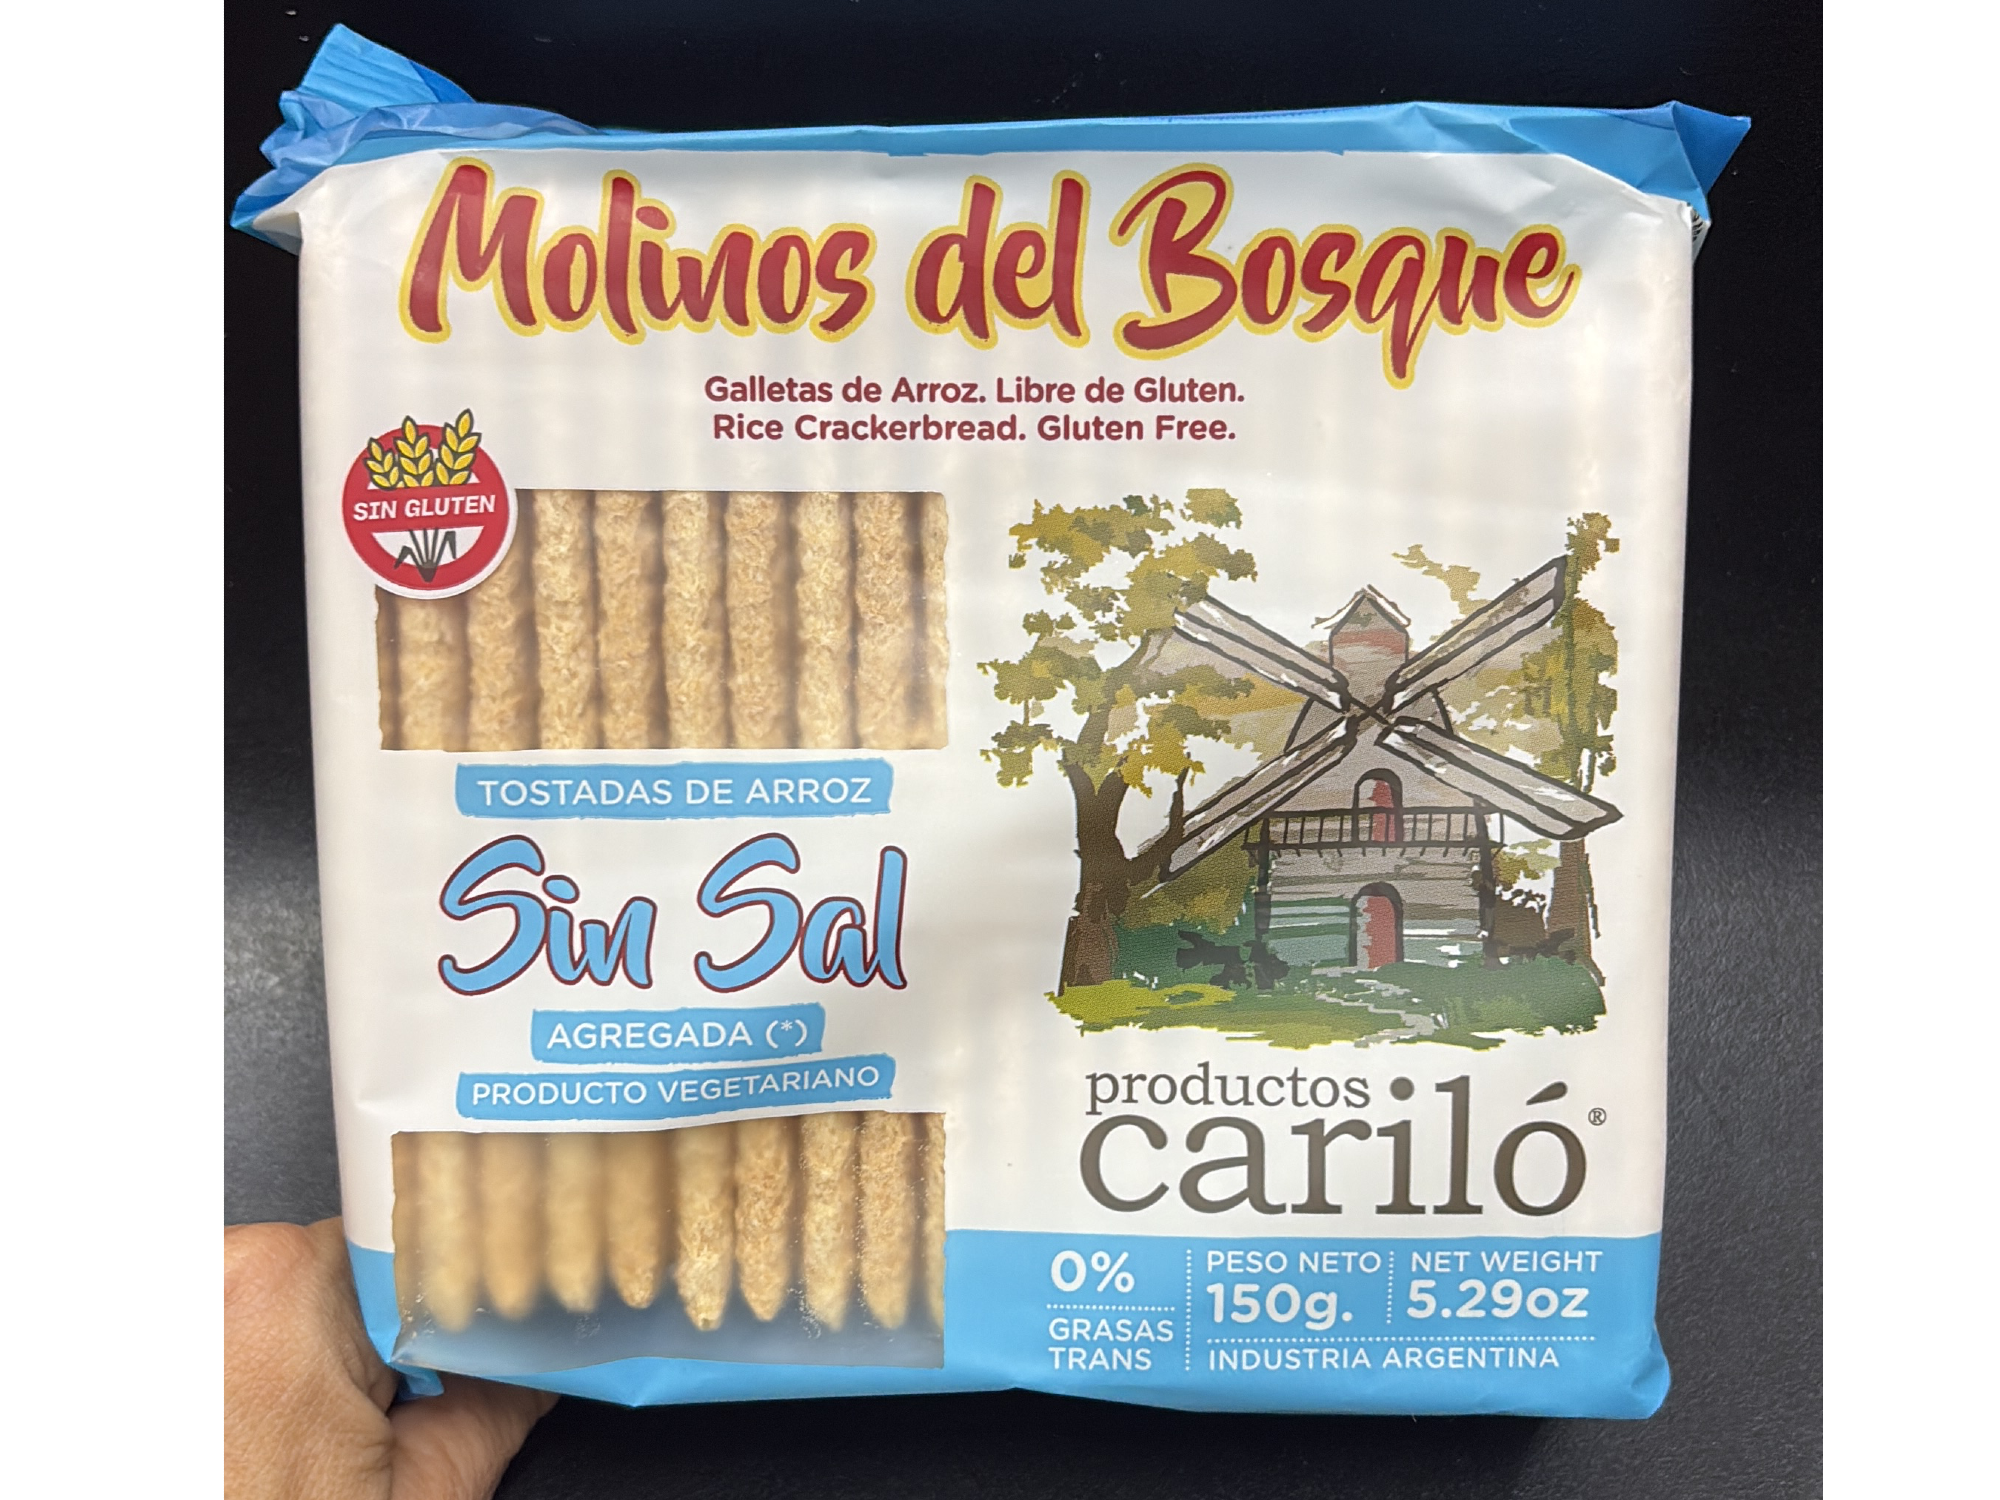 Molinos del Bosque
Galletas de Arroz. Libre de Gluten.
Rice Crackerbread. Gluten Free.
SIN GLUTEN
TOSTADAS DE ARROZ
Sin Sal
AGREGADA (*)
PRODUCTO VEGETARIANO
productos
cariló®
0%
GRASAS
TRANS
PESO NETO
150g.
NET WEIGHT
5.29oz
INDUSTRIA ARGENTINA